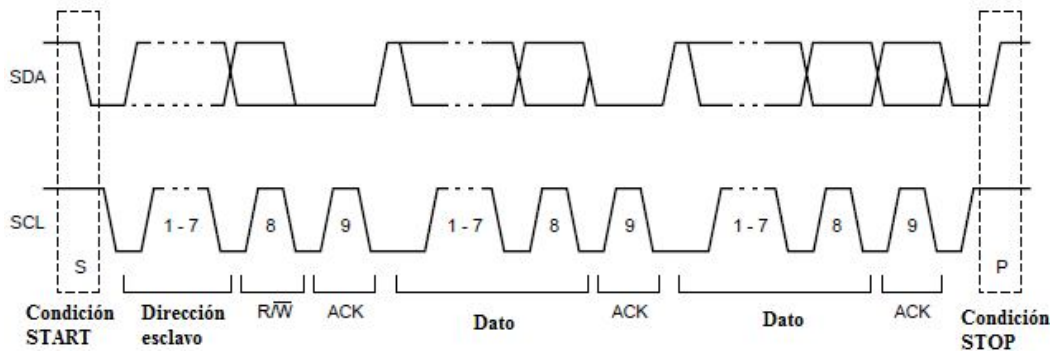 SDA
SCL
1 - 7 8 9 1 - 7 8 9 1 - 7 8 9
S P
Condición START
Dirección esclavo
R/W̅
ACK
Dato
ACK
Dato
ACK
Condición STOP